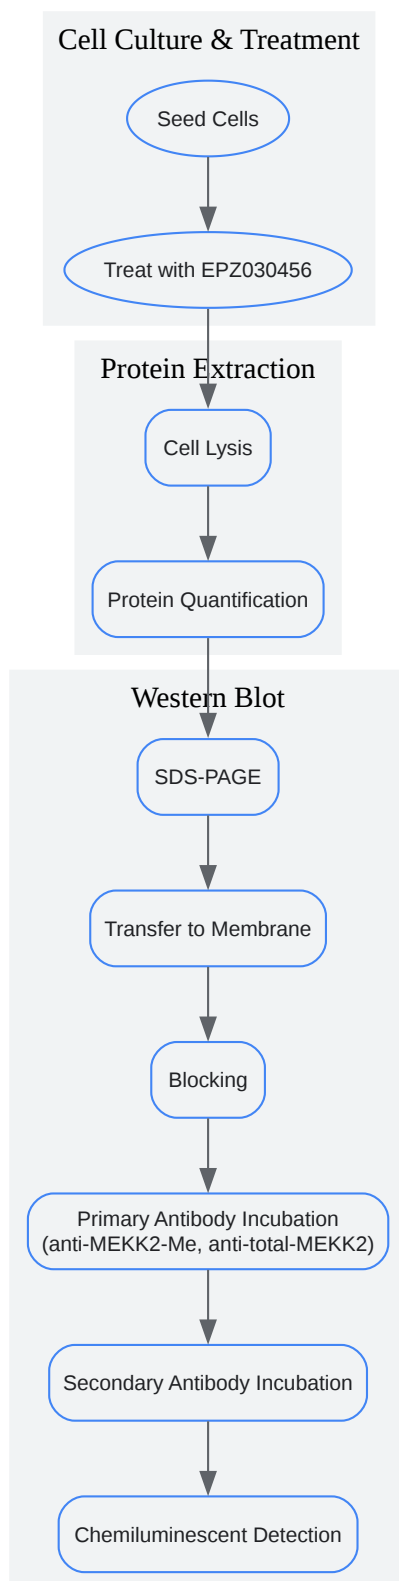 Cell Culture & Treatment
Seed Cells
Treat with EPZ030456
Protein Extraction
Cell Lysis
Protein Quantification
Western Blot
SDS-PAGE
Transfer to Membrane
Blocking
Primary Antibody Incubation
(anti-MEKK2-Me, anti-total-MEKK2)
Secondary Antibody Incubation
Chemiluminescent Detection